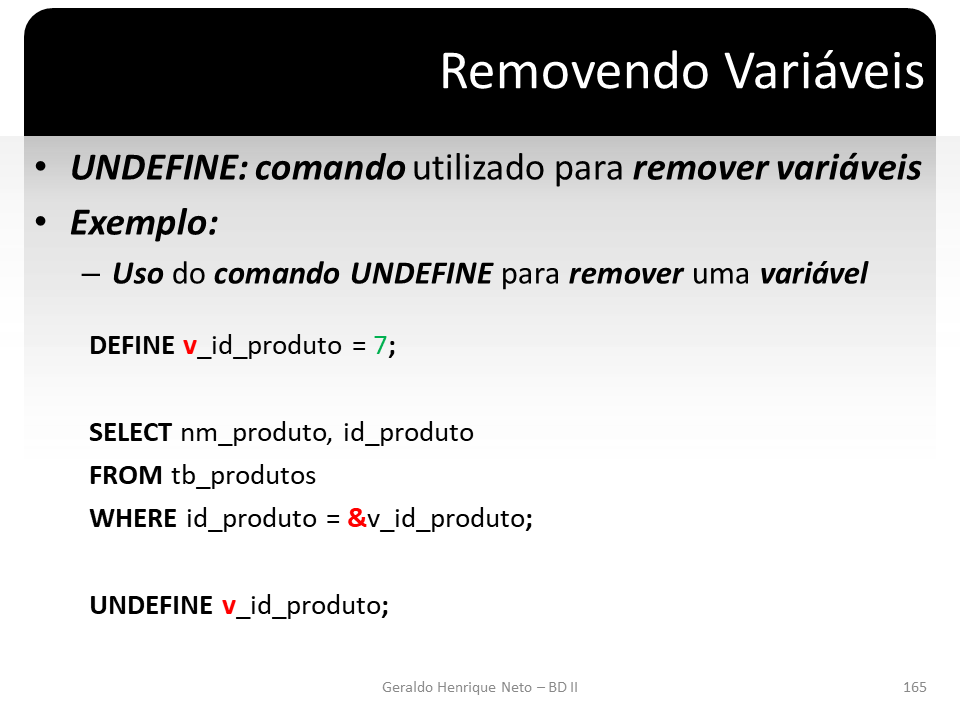 Removendo Variáveis
• UNDEFINE: comando utilizado para remover variáveis
• Exemplo:
– Uso do comando UNDEFINE para remover uma variável
DEFINE v_id_produto = 7;
SELECT nm_produto, id_produto
FROM tb_produtos
WHERE id_produto = &v_id_produto;
UNDEFINE v_id_produto;
Geraldo Henrique Neto – BD II
165